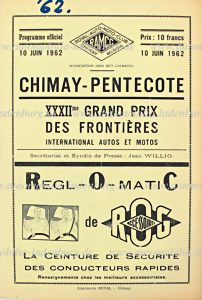 '62.
Programme officiel
10 JUIN 1962
Prix : 10 francs
10 JUIN 1962
CHIMAY-PENTECOTE
XXXIIme GRAND PRIX
DES FRONTIÈRES
INTERNATIONAL AUTOS ET MOTOS
Secrétariat et Syndic de Presse : Jean WILLIO.
REGL-O-MATIC
de ROG
ACCESSOIRES
LA CEINTURE DE SÉCURITÉ
DES CONDUCTEURS RAPIDES
Renseignements chez les meilleurs accessoiristes.